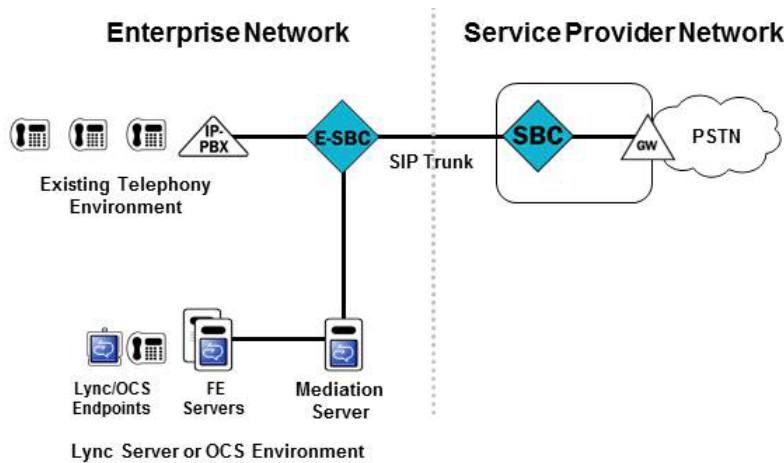 Enterprise Network
Service Provider Network
IP-
PBX
E-SBC
SBC
GW
PSTN
SIP Trunk
Existing Telephony
Environment
Lync/OCS
Endpoints
FE
Servers
Mediation
Server
Lync Server or OCS Environment